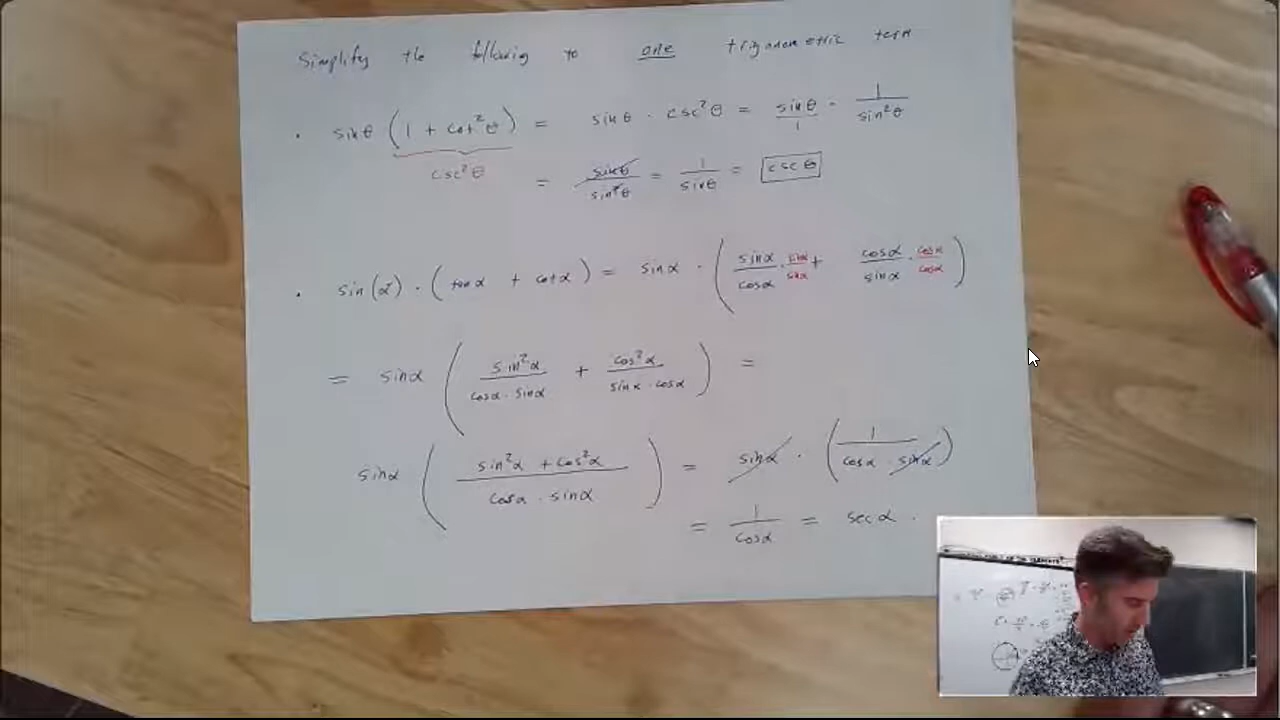 Simplify the following to one trigonometric term
• sinθ (1 + cot²θ) = sinθ · csc²θ = sinθ/1 · 1/sin²θ
csc²θ
= sinθ/sin²θ = 1/sinθ = csc θ
• sin(α) · (tanα + cotα) = sinα · (sinα/cosα · sinα/sinα + cosα/sinα · cosα/cosα)
= sinα (sin²α/cosα · sinα + cos²α/sinα · cosα) =
sinα (sin²α + cos²α/cosα · sinα) = sinα · (1/cosα · sinα)
= 1/cosα = secα .